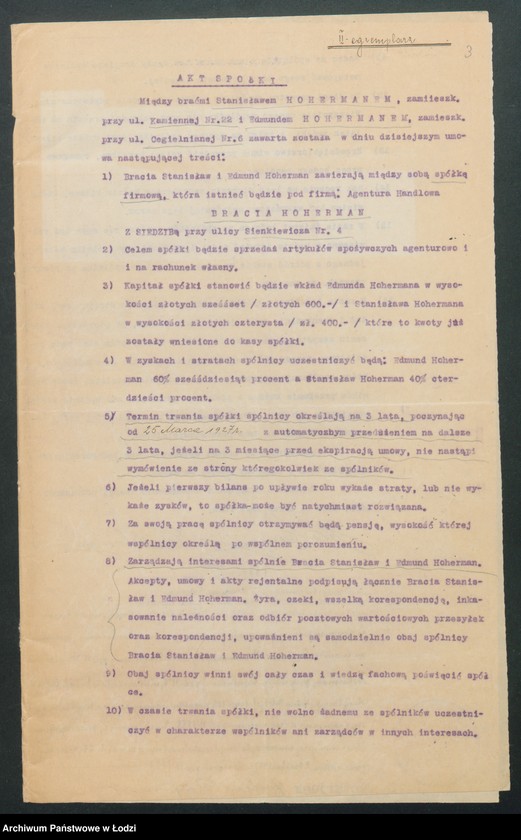 II-egzemplarz
3
AKT SPOŁKI
Między braćmi Stanisławem HOHERMANEM, zamiieszk.
przy ul. Kamiennej Nr.22 i Edmundem HOHERMANEM, zamieszk.
przy ul. Cegielnianej Nr.6 zawarta została w dniu dzisiejszym umo-
wa następującej treści:
1) Bracia Stanisław i Edmund Hoherman zawierają między sobą spółkę
firmową, która istnieć będzie pod firmą: Agentura Handlowa
BRACIA HOHERMAN
Z SIEDZIBĄ przy ulicy Sienkiewicza Nr. 4
2) Celem spółki będzie sprzedaż artykułów spożywczych agenturowo i
i na rachunek własny.
3) Kapitał spółki stanowić będzie wkład Edmunda Hohermana w wyso-
kości złotych sześćset / złotych 600.-/ i Stanisława Hohermana
w wysokości złotych czterysta / zł. 400.- / które to kwoty już
zostały wniesione do kasy spółki.
4) W zyskach i stratach spólnicy uczestniczyć będą: Edmund Hoher-
man 60% sześćdziesiąt procent a Stanisław Hoherman 40% czter-
dzieści procent.
5) Termin trwania spółki spólnicy określają na 3 lata, poczynając
od 25 Marca 1927 r. z automatycznym przedłżeniem na dalsze
3 lata, jeżeli na 3 miesiące przed ekspiracją umowy, nie nastąpi
wymówienie ze strony któregokolwiek ze spólników.
6) Jeżeli pierwszy bilans po upływie roku wykaże straty, lub nie wy-
każe zysków, to spółka może być natychmiast rozwiązana.
7) Za swoją pracę spólnicy otrzymywać będą pensję, wysokość której
wspólnicy określą po wspólnem porozumieniu.
8) Zarządzają interesami spólnie Bracia Stanisław i Edmund Hoherman.
Akcepty, umowy i akty rejentalne podpisują łącznie Bracia Stanis-
ław i Edmund Hoherman. Żyra, czeki, wszelką korespondencję, inka-
sowanie należności oraz odbiór pocztowych wartościowych przesyłek
oraz korespondencji, upoważnieni są samodzielnie obaj spólnicy
Bracia Stanisław i Edmund Hoherman.
9) Obaj spólnicy winni swój cały czas i wiedzę fachową poświęcić spół
ce.
10) W czasie trwania spółki, nie wolno żadnemu ze spólników uczestni-
czyć w charakterze wspólników ani zarządców w innych interesach.
Archiwum Państwowe w Łodzi